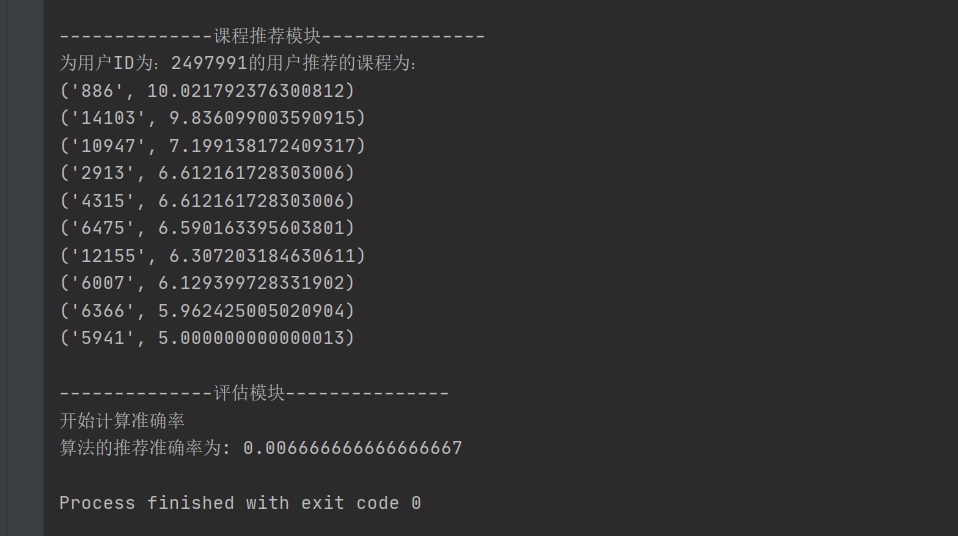 --------------课程推荐模块---------------
为用户ID为：2497991的用户推荐的课程为：
('886', 10.021792376300812)
('14103', 9.836099003590915)
('10947', 7.199138172409317)
('2913', 6.612161728303006)
('4315', 6.612161728303006)
('6475', 6.590163395603801)
('12155', 6.307203184630611)
('6007', 6.129399728331902)
('6366', 5.962425005020904)
('5941', 5.000000000000013)
--------------评估模块---------------
开始计算准确率
算法的推荐准确率为: 0.006666666666666667
Process finished with exit code 0